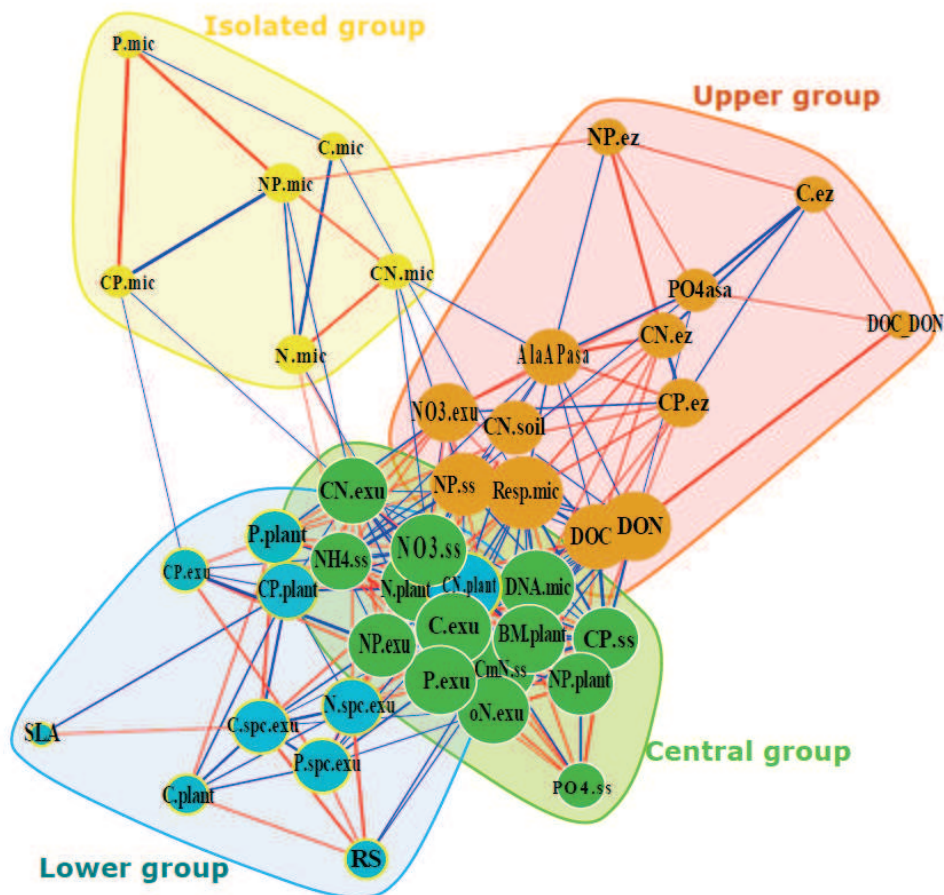 Isolated group
P.mic
Upper group
NP.ez
C.mic
NP.mic
C.ez
CN.mic
CP.mic
PO4asa
DOC_DON
CN.ez
N.mic
AlaAPasa
CP.ez
NO3.exu
CN.soil
CN.exu
NP.ss
Resp.mic
P.plant
NO3.ss
DOC
DON
NH4.ss
CP.exu
CP.plant
N.plant
CN.plant
DNA.mic
C.exu
BM.plant
CP.ss
NP.exu
CmN.ss
P.exu
NP.plant
N.spc.exu
oN.exu
SLA
C.spc.exu
Central group
P.spc.exu
C.plant
PO4.ss
RS
Lower group